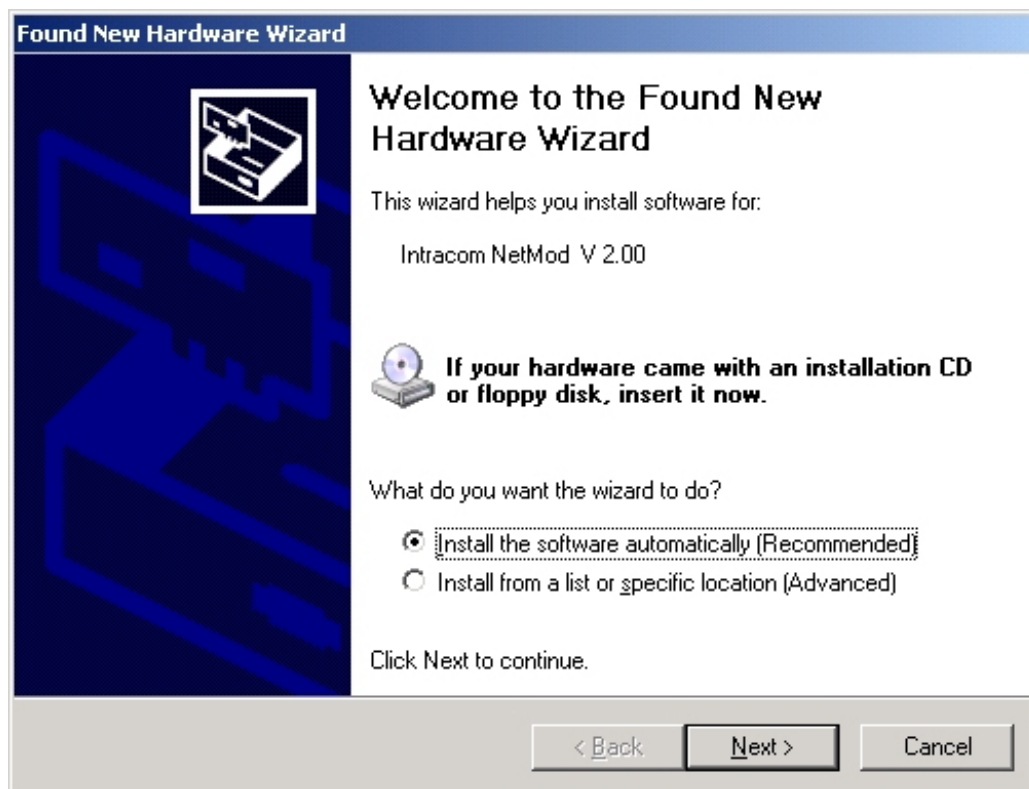 Found New Hardware Wizard
Welcome to the Found New
Hardware Wizard
This wizard helps you install software for:
Intracom NetMod V 2.00
If your hardware came with an installation CD
or floppy disk, insert it now.
What do you want the wizard to do?
Install the software automatically (Recommended)
Install from a list or specific location (Advanced)
Click Next to continue.
< Back
Next >
Cancel